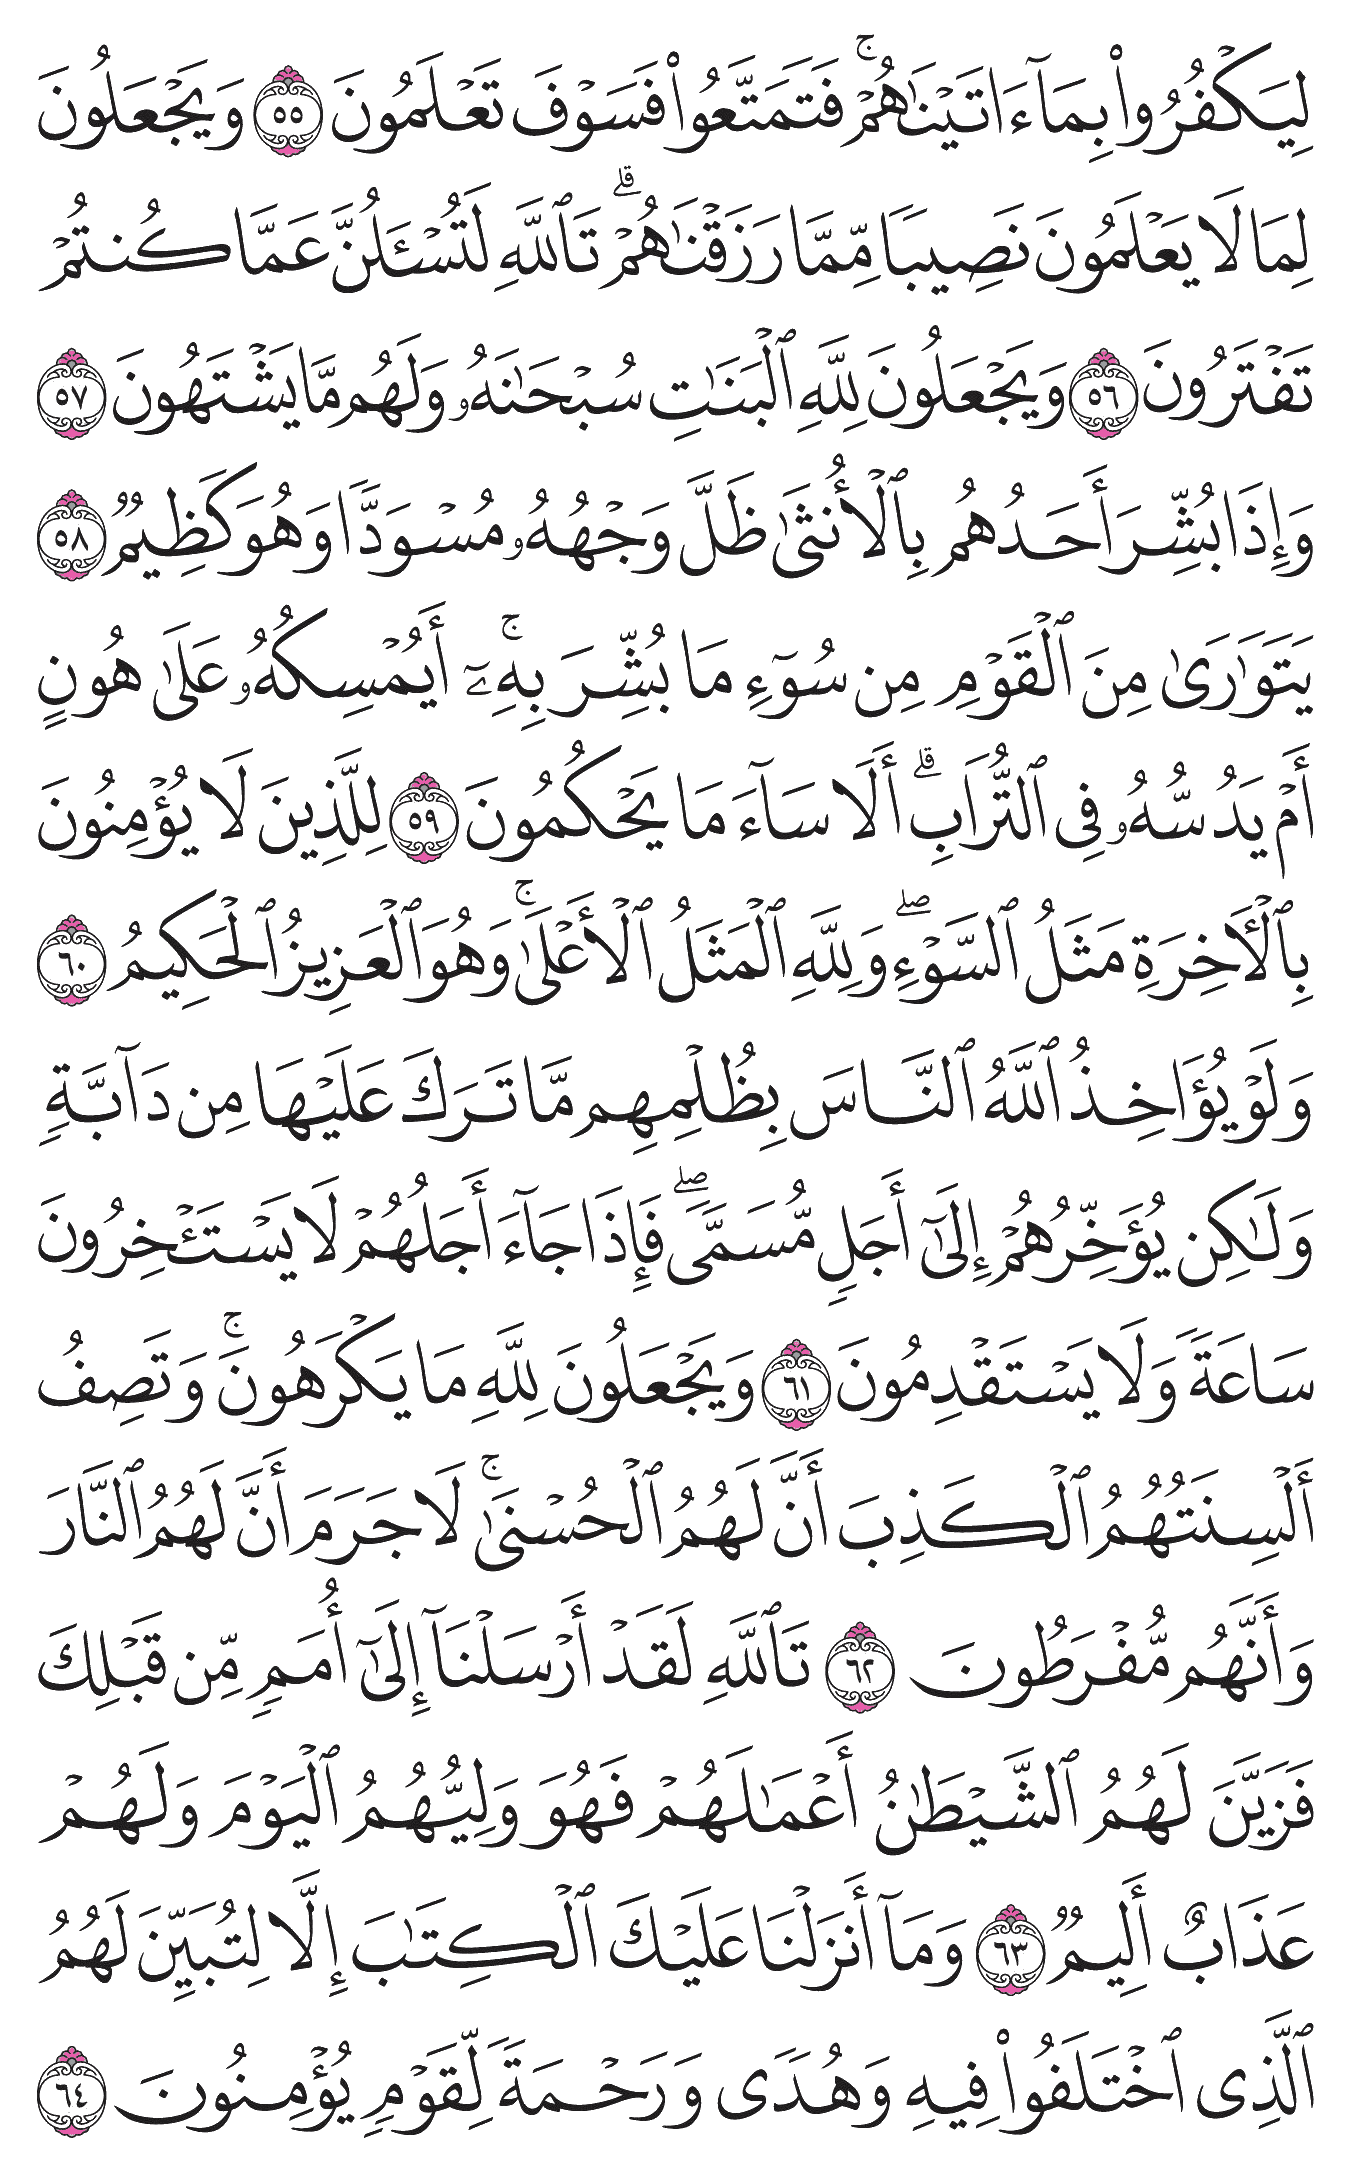 لِيَكۡفُرُواْ بِمَآ ءَاتَيۡنَٰهُمۡۚ فَتَمَتَّعُواْ فَسَوۡفَ تَعۡلَمُونَ ٥٥ وَيَجۡعَلُونَ
لِمَا لَا يَعۡلَمُونَ نَصِيبٗا مِّمَّا رَزَقۡنَٰهُمۡۗ تَٱللَّهِ لَتُسۡـَٔلُنَّ عَمَّا كُنتُمۡ
تَفۡتَرُونَ ٥٦ وَيَجۡعَلُونَ لِلَّهِ ٱلۡبَنَٰتِ سُبۡحَٰنَهُۥ وَلَهُم مَّا يَشۡتَهُونَ ٥٧
وَإِذَا بُشِّرَ أَحَدُهُم بِٱلۡأُنثَىٰ ظَلَّ وَجۡهُهُۥ مُسۡوَدّٗا وَهُوَ كَظِيمٞ ٥٨
يَتَوَٰرَىٰ مِنَ ٱلۡقَوۡمِ مِن سُوٓءِ مَا بُشِّرَ بِهِۦٓۚ أَيُمۡسِكُهُۥ عَلَىٰ هُونٍ
أَمۡ يَدُسُّهُۥ فِي ٱلتُّرَابِۗ أَلَا سَآءَ مَا يَحۡكُمُونَ ٥٩ لِلَّذِينَ لَا يُؤۡمِنُونَ
بِٱلۡأٓخِرَةِ مَثَلُ ٱلسَّوۡءِۖ وَلِلَّهِ ٱلۡمَثَلُ ٱلۡأَعۡلَىٰۚ وَهُوَ ٱلۡعَزِيزُ ٱلۡحَكِيمُ ٦٠
وَلَوۡ يُؤَاخِذُ ٱللَّهُ ٱلنَّاسَ بِظُلۡمِهِم مَّا تَرَكَ عَلَيۡهَا مِن دَآبَّةٖ
وَلَٰكِن يُؤَخِّرُهُمۡ إِلَىٰٓ أَجَلٖ مُّسَمّٗىۖ فَإِذَا جَآءَ أَجَلُهُمۡ لَا يَسۡتَـٔۡخِرُونَ
سَاعَةٗ وَلَا يَسۡتَقۡدِمُونَ ٦١ وَيَجۡعَلُونَ لِلَّهِ مَا يَكۡرَهُونَۚ وَتَصِفُ
أَلۡسِنَتُهُمُ ٱلۡكَذِبَ أَنَّ لَهُمُ ٱلۡحُسۡنَىٰۚ لَا جَرَمَ أَنَّ لَهُمُ ٱلنَّارَ
وَأَنَّهُم مُّفۡرَطُونَ ٦٢ تَٱللَّهِ لَقَدۡ أَرۡسَلۡنَآ إِلَىٰٓ أُمَمٖ مِّن قَبۡلِكَ
فَزَيَّنَ لَهُمُ ٱلشَّيۡطَٰنُ أَعۡمَٰلَهُمۡ فَهُوَ وَلِيُّهُمُ ٱلۡيَوۡمَ وَلَهُمۡ
عَذَابٌ أَلِيمٞ ٦٣ وَمَآ أَنزَلۡنَا عَلَيۡكَ ٱلۡكِتَٰبَ إِلَّا لِتُبَيِّنَ لَهُمُ
ٱلَّذِي ٱخۡتَلَفُواْ فِيهِ وَهُدٗى وَرَحۡمَةٗ لِّقَوۡمٖ يُؤۡمِنُونَ ٦٤